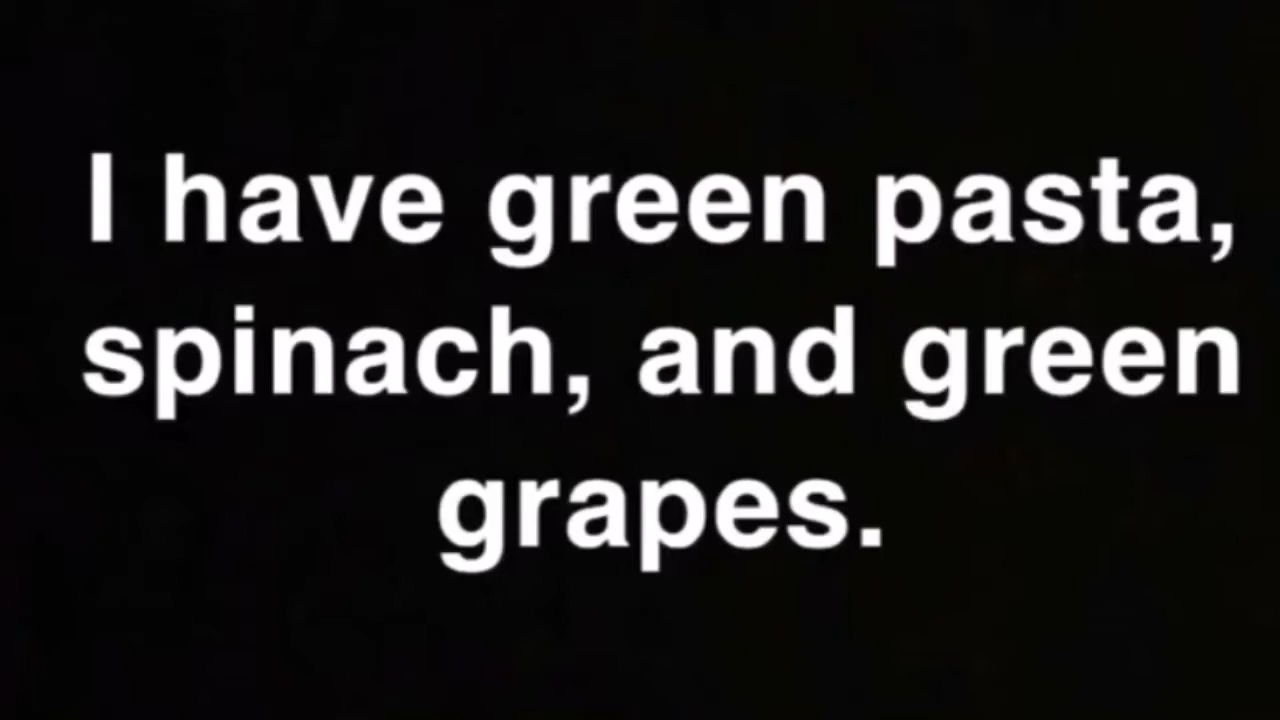 I have green pasta,
spinach, and green
grapes.